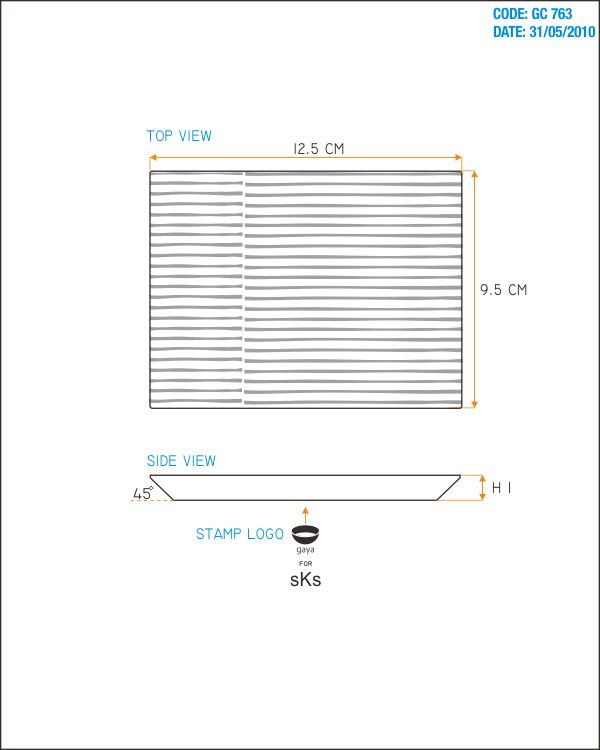 CODE: GC 763
DATE: 31/05/2010
TOP VIEW
12.5 CM
9.5 CM
SIDE VIEW
45°
H 1
STAMP LOGO
gaya
FOR
sKs